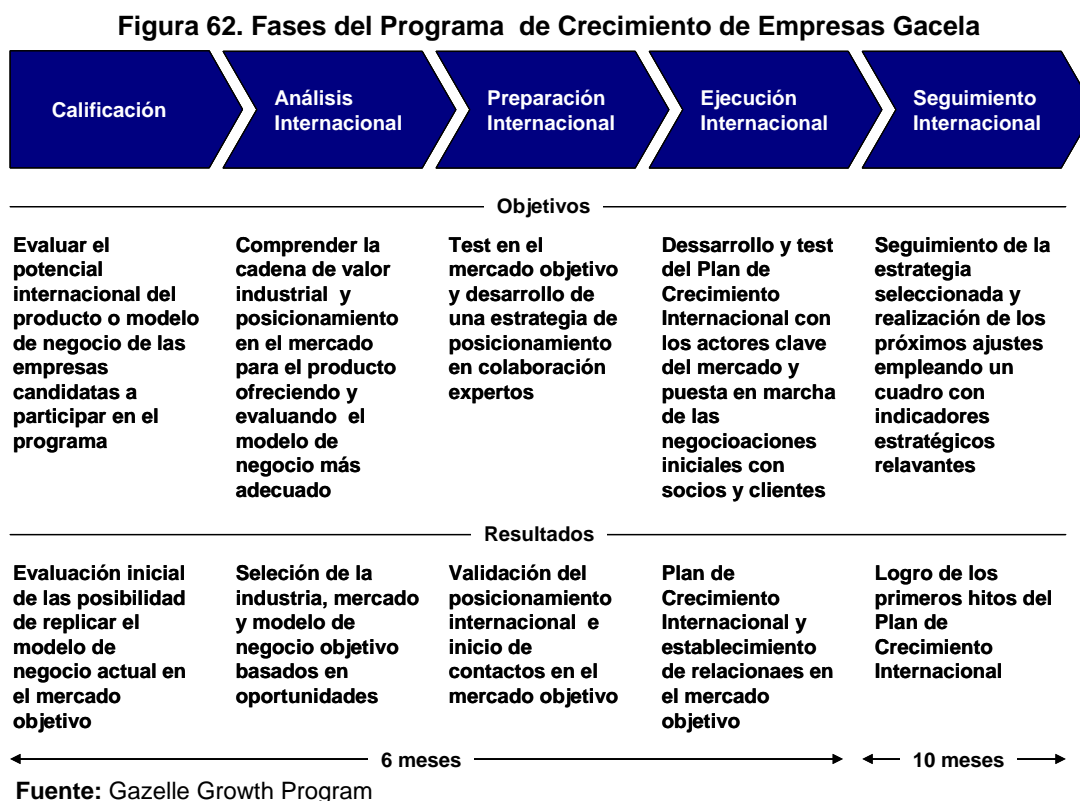 Figura 62. Fases del Programa  de Crecimiento de Empresas Gacela
Calificación
Análisis
Internacional
Preparación
Internacional
Ejecución
Internacional
Seguimiento
Internacional
Objetivos
Evaluar el
potencial
internacional del
producto o modelo
de negocio de las
empresas
candidatas a
participar en el
programa
Comprender la
cadena de valor
industrial  y
posicionamiento
en el mercado
para el producto
ofreciendo y
evaluando  el
modelo de
negocio más
adecuado
Test en el
mercado objetivo
y desarrollo de
una estrategia de
posicionamiento
en colaboración
expertos
Dessarrollo y test
del Plan de
Crecimiento
Internacional con
los actores clave
del mercado y
puesta en marcha
de las
negocioaciones
iniciales con
socios y clientes
Seguimiento de la
estrategia
seleccionada y
realización de los
próximos ajustes
empleando un
cuadro con
indicadores
estratégicos
relavantes
Resultados
Evaluación inicial
de las posibilidad
de replicar el
modelo de
negocio actual en
el mercado
objetivo
Seleción de la
industria, mercado
y modelo de
negocio objetivo
basados en
oportunidades
Validación del
posicionamiento
internacional  e
inicio de
contactos en el
mercado objetivo
Plan de
Crecimiento
Internacional y
establecimiento
de relacionaes en
el mercado
objetivo
Logro de los
primeros hitos del
Plan de
Crecimiento
Internacional
6 meses
10 meses
Fuente: Gazelle Growth Program